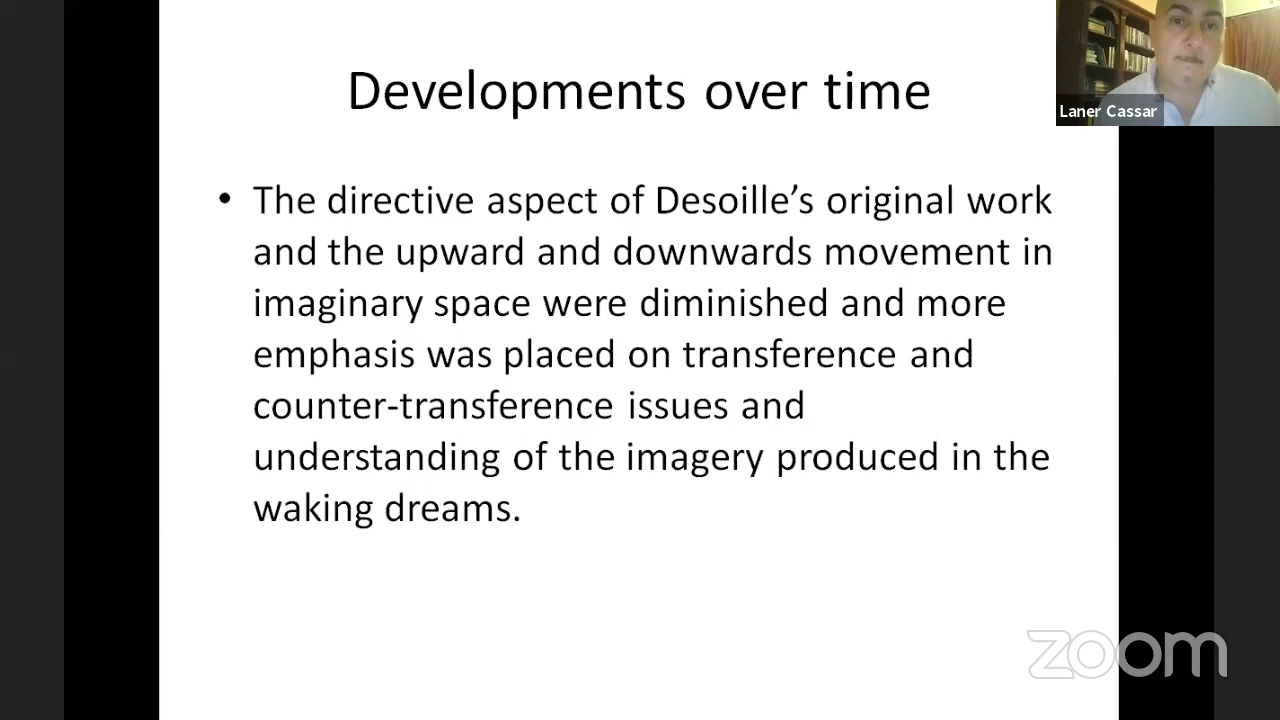 Developments over time
Laner Cassar
• The directive aspect of Desoille’s original work
and the upward and downwards movement in
imaginary space were diminished and more
emphasis was placed on transference and
counter-transference issues and
understanding of the imagery produced in the
waking dreams.
zoom